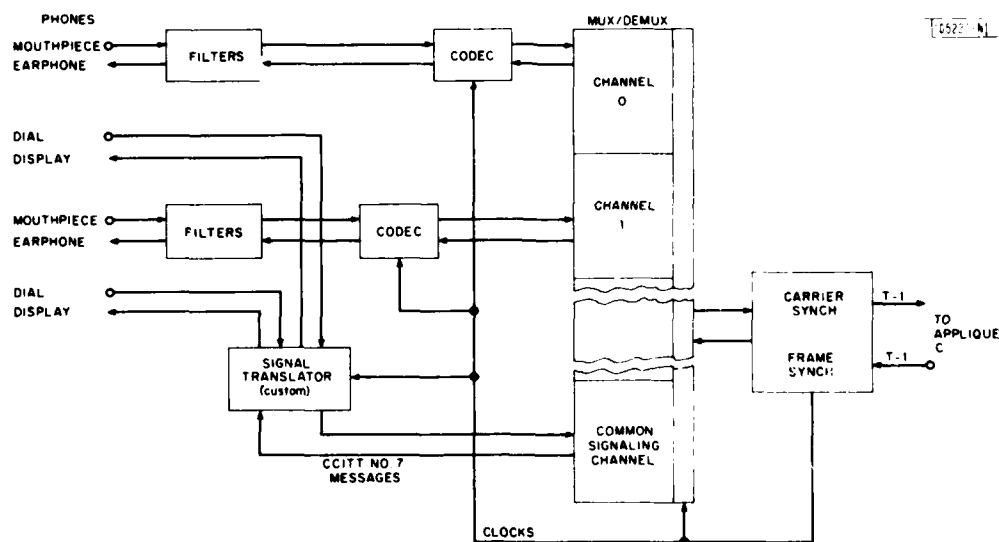 PHONES
MUX/DEMUX
MOUTHPIECE
EARPHONE
FILTERS
CODEC
CHANNEL
0
DIAL
DISPLAY
CHANNEL
1
MOUTHPIECE
EARPHONE
FILTERS
CODEC
DIAL
DISPLAY
SIGNAL
TRANSLATOR
(custom)
CARRIER
SYNCH
FRAME
SYNCH
T-1
TO
APPLIQUE
C
T-1
COMMON
SIGNALING
CHANNEL
CCITT NO. 7
MESSAGES
CLOCKS